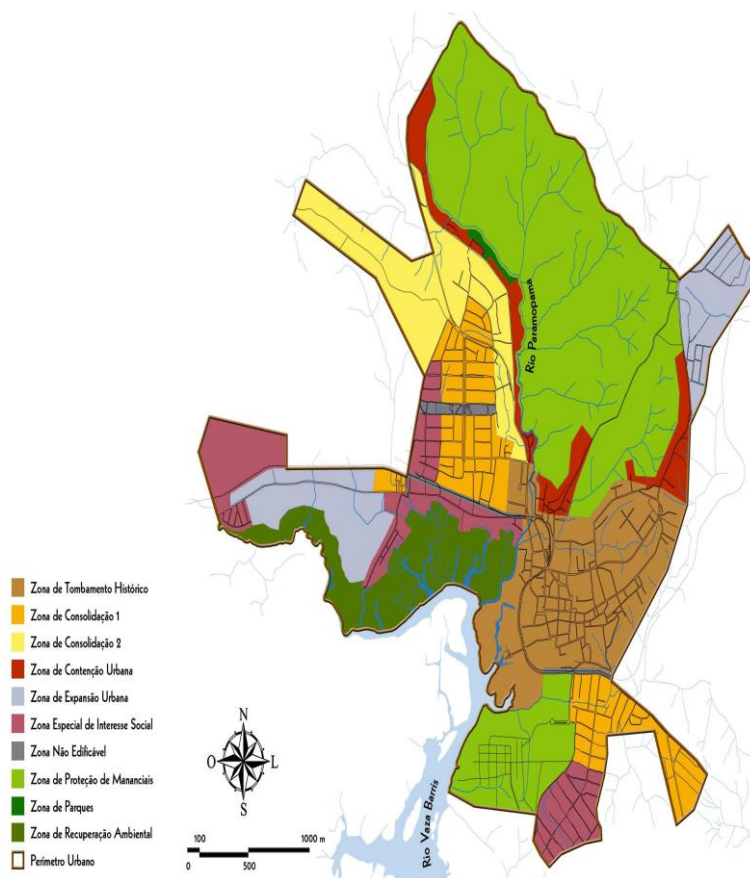 Rio Paramopama
Zona de Tombamento Histórico
Zona de Consolidação 1
Zona de Consolidação 2
Zona de Contenção Urbana
Zona de Expansão Urbana
Zona Especial de Interesse Social
Zona Não Edificável
Zona de Proteção de Mananciais
Zona de Parques
Zona de Recuperação Ambiental
Perímetro Urbano
N
O
L
S
100
1000 m
0
500
Rio Vaza Barris